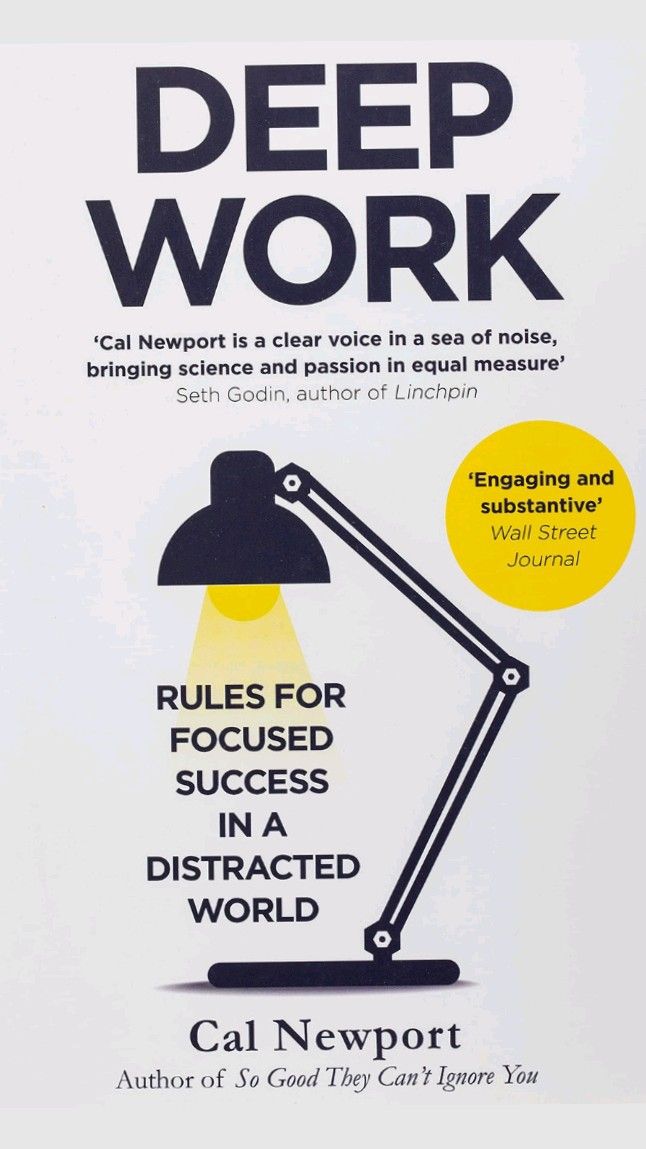 DEEP
WORK
‘Cal Newport is a clear voice in a sea of noise,
bringing science and passion in equal measure’
Seth Godin, author of Linchpin
‘Engaging and
substantive’
Wall Street
Journal
RULES FOR
FOCUSED
SUCCESS
IN A
DISTRACTED
WORLD
Cal Newport
Author of So Good They Can’t Ignore You